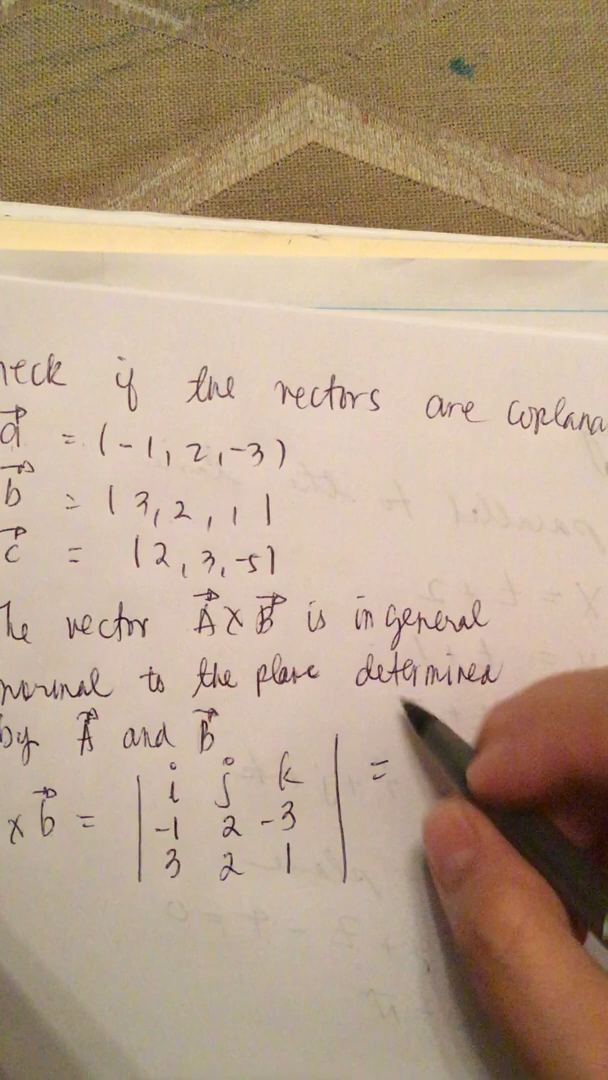 neck if the vectors are coplana
a⃗ = (-1, 2, -3)
b⃗ = (3, 2, 1)
c⃗ = (2, 3, -5)
he vector A⃗ x B⃗ is in general
normal to the plane determined
by A⃗ and B⃗
x b⃗ = | i j k | =
-1 2 -3
3 2 1